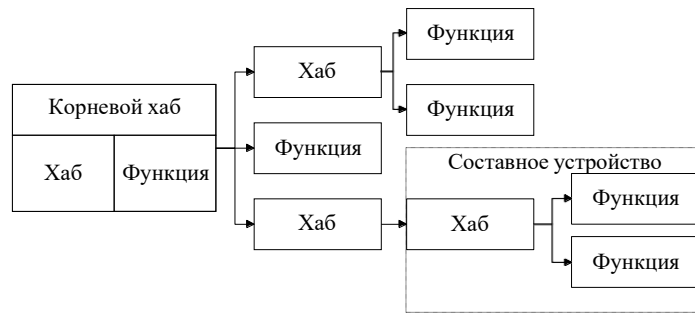 Функция
Хаб
Корневой хаб
Функция
Хаб
Функция
Функция
Составное устройство
Функция
Хаб
Хаб
Функция